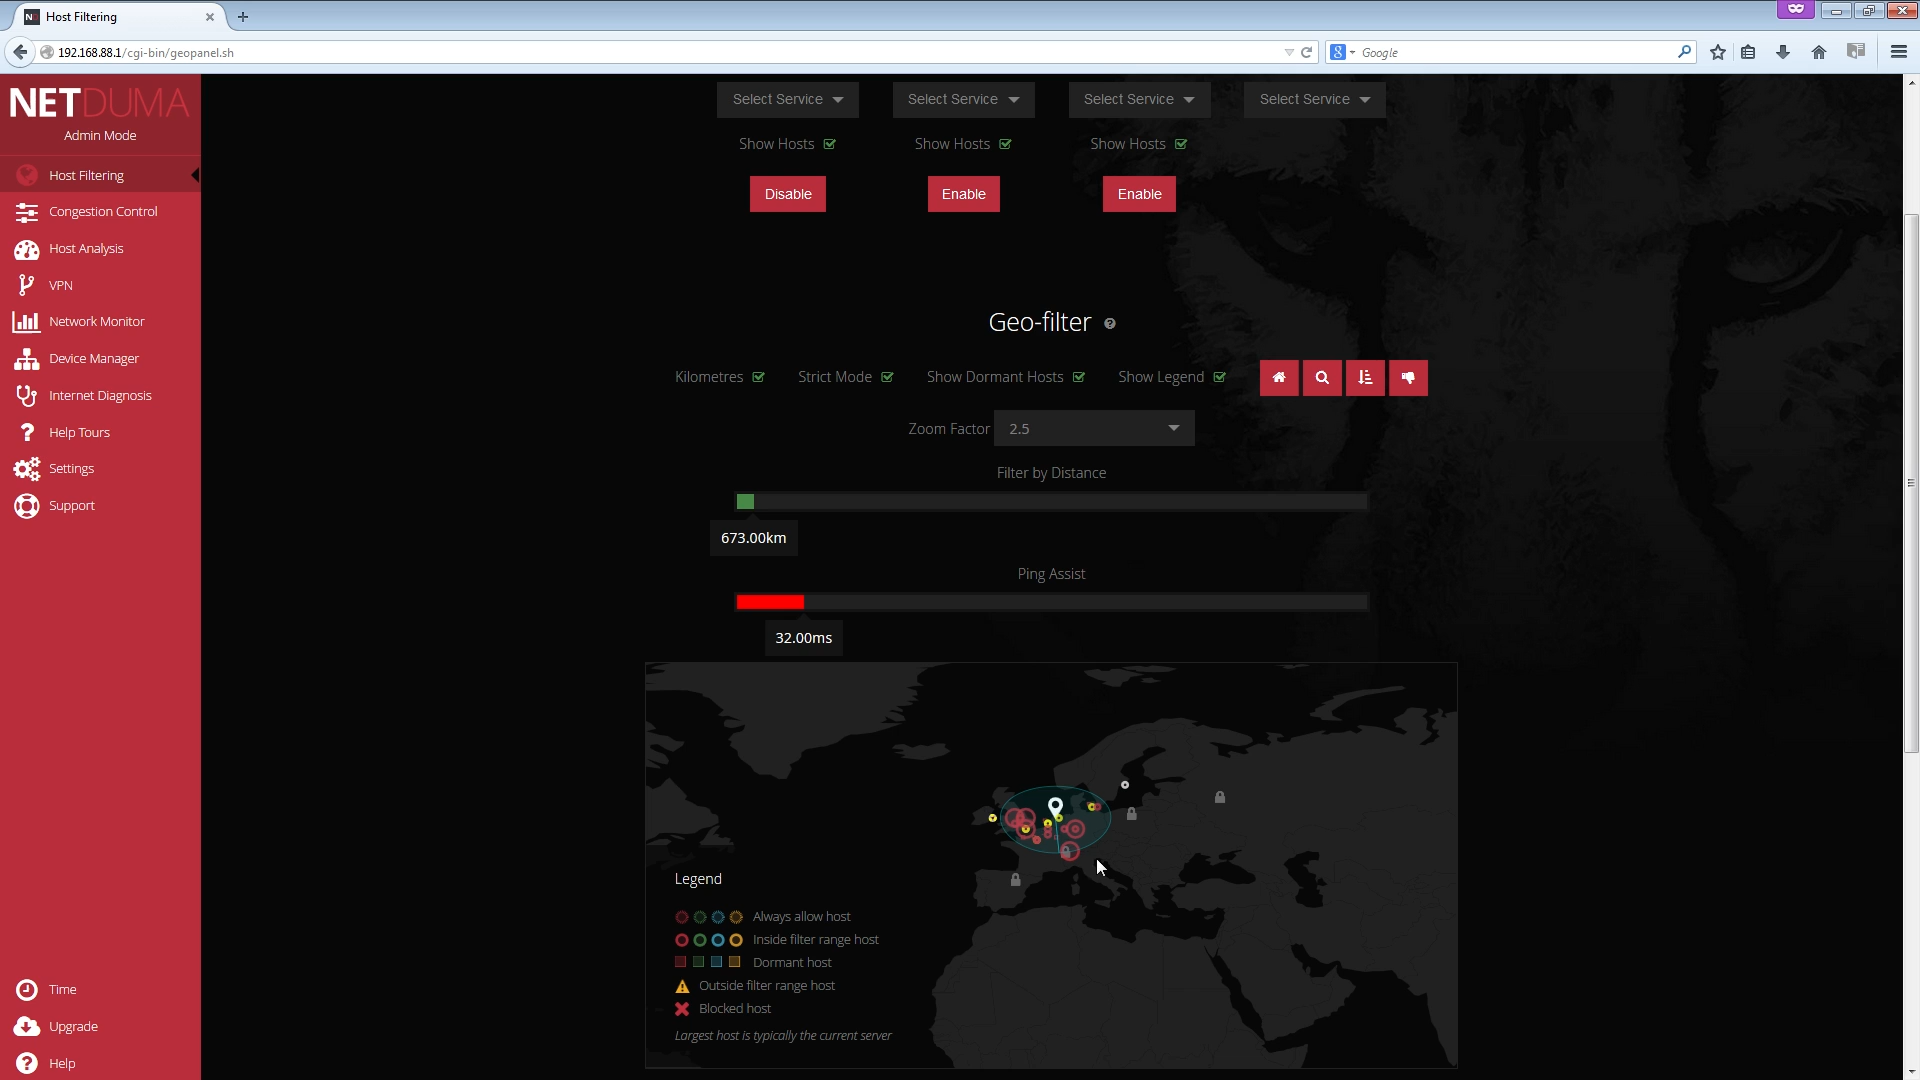 Host Filtering
192.168.88.1/cgi-bin/geopanel.sh
Google
NETDUMA
Admin Mode
Host Filtering
Congestion Control
Host Analysis
VPN
Network Monitor
Device Manager
Internet Diagnosis
Help Tours
Settings
Support
Time
Upgrade
Help
Select Service Select Service Select Service Select Service
Show Hosts Show Hosts Show Hosts
Disable Enable Enable
Geo-filter
Kilometres Strict Mode Show Dormant Hosts Show Legend
Zoom Factor 2.5
Filter by Distance
673.00km
Ping Assist
32.00ms
Legend
Always allow host
Inside filter range host
Dormant host
Outside filter range host
Blocked host
Largest host is typically the current server